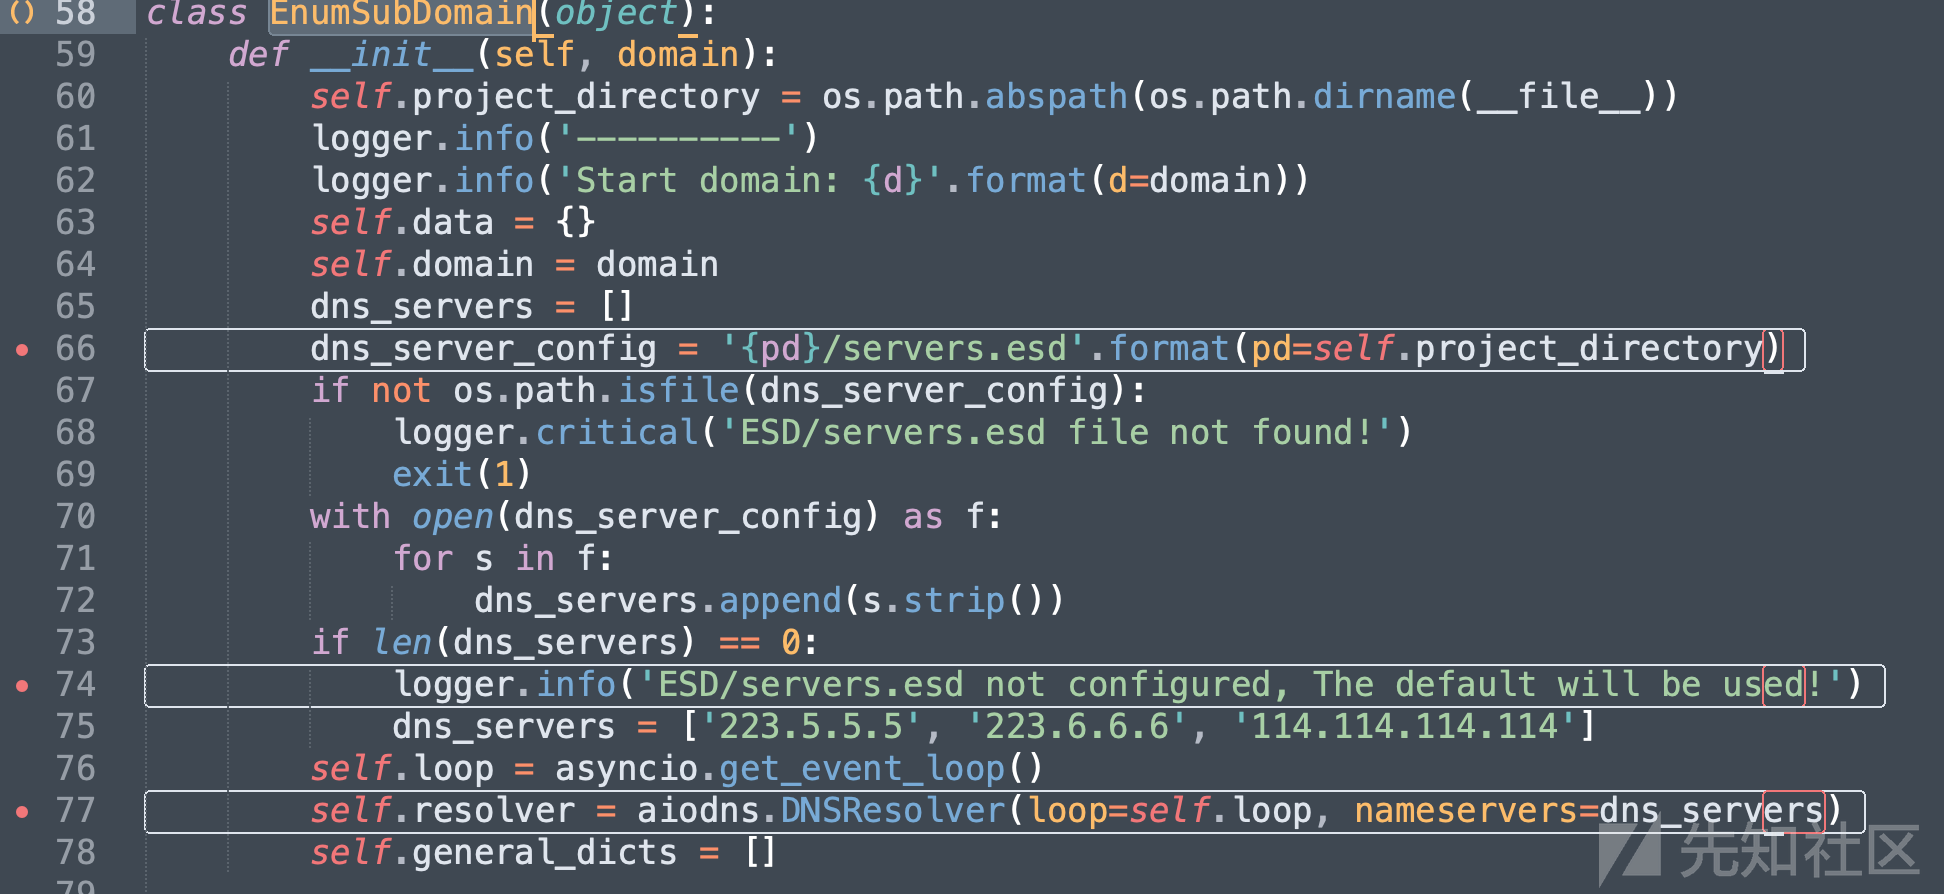 () 58 class EnumSubDomain(object):
59 def __init__(self, domain):
60 self.project_directory = os.path.abspath(os.path.dirname(__file__))
61 logger.info('----------')
62 logger.info('Start domain: {d}'.format(d=domain))
63 self.data = {}
64 self.domain = domain
65 dns_servers = []
66 dns_server_config = '{pd}/servers.esd'.format(pd=self.project_directory)
67 if not os.path.isfile(dns_server_config):
68 logger.critical('ESD/servers.esd file not found!')
69 exit(1)
70 with open(dns_server_config) as f:
71 for s in f:
72 dns_servers.append(s.strip())
73 if len(dns_servers) == 0:
74 logger.info('ESD/servers.esd not configured, The default will be used!')
75 dns_servers = ['223.5.5.5', '223.6.6.6', '114.114.114.114']
76 self.loop = asyncio.get_event_loop()
77 self.resolver = aiodns.DNSResolver(loop=self.loop, nameservers=dns_servers)
78 self.general_dicts = []
79
先知社区